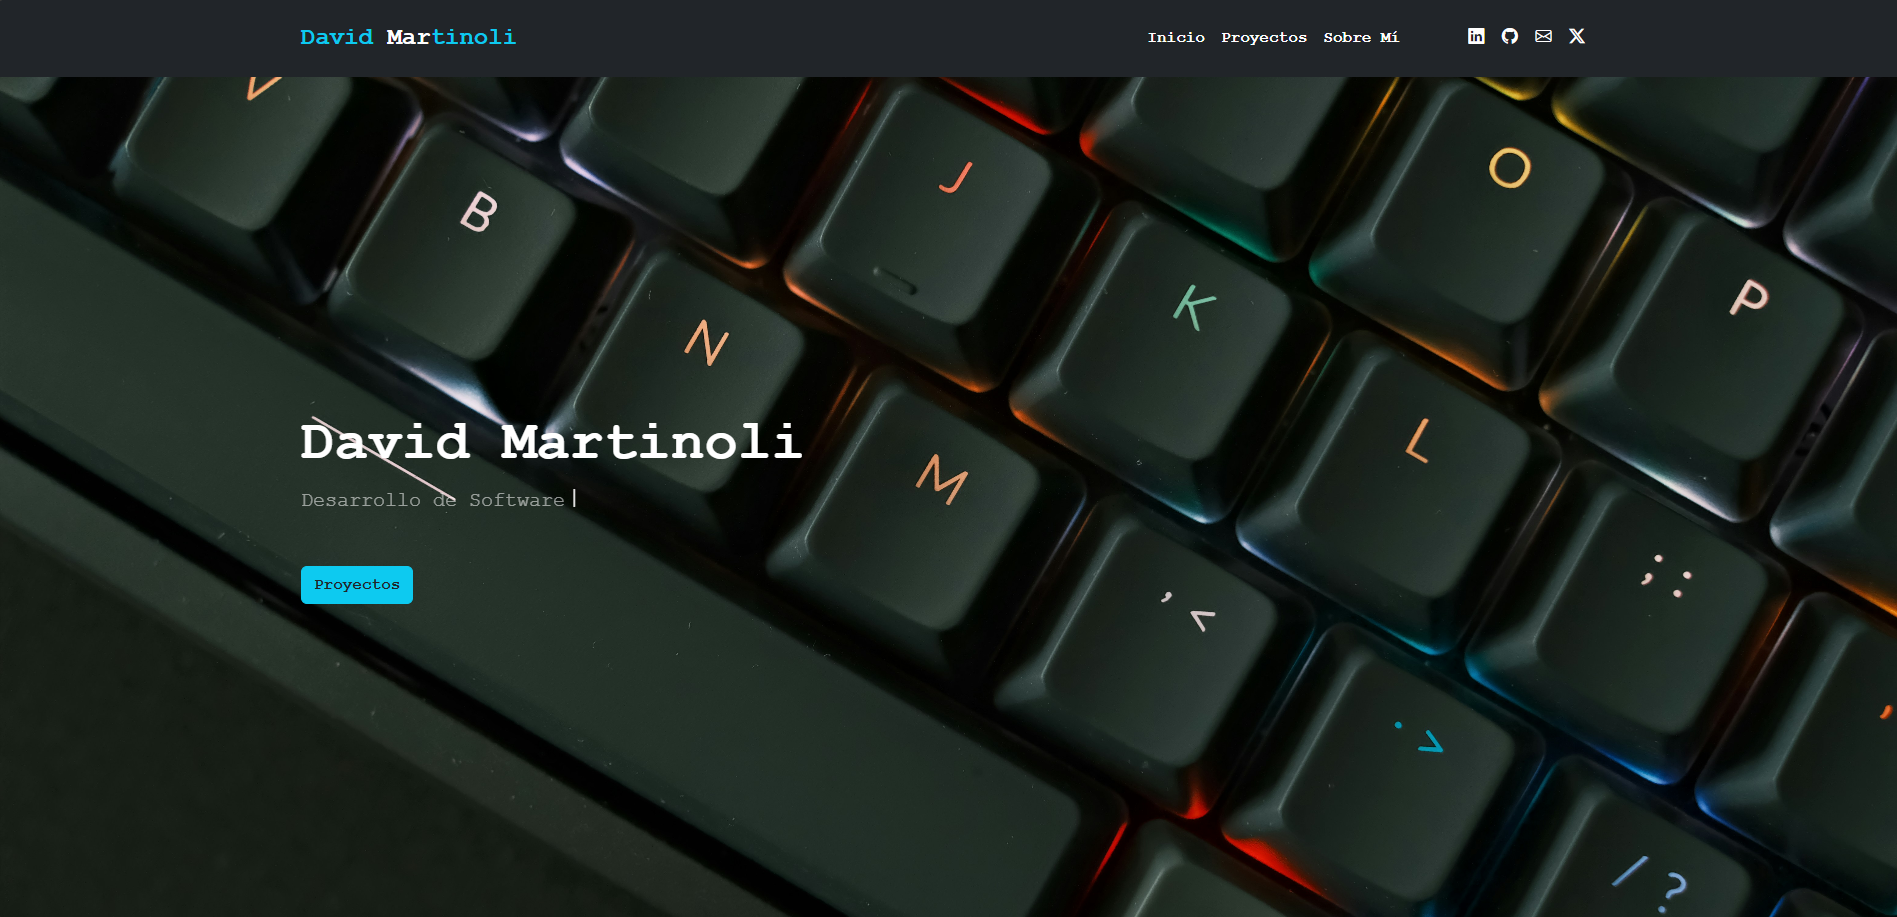 David Martinoli
Inicio Proyectos Sobre Mí
V
B
J
O
N
K
P
David Martinoli
M
L
Desarrollo de Software|
Proyectos
; :
, <
. >
'
/ ?